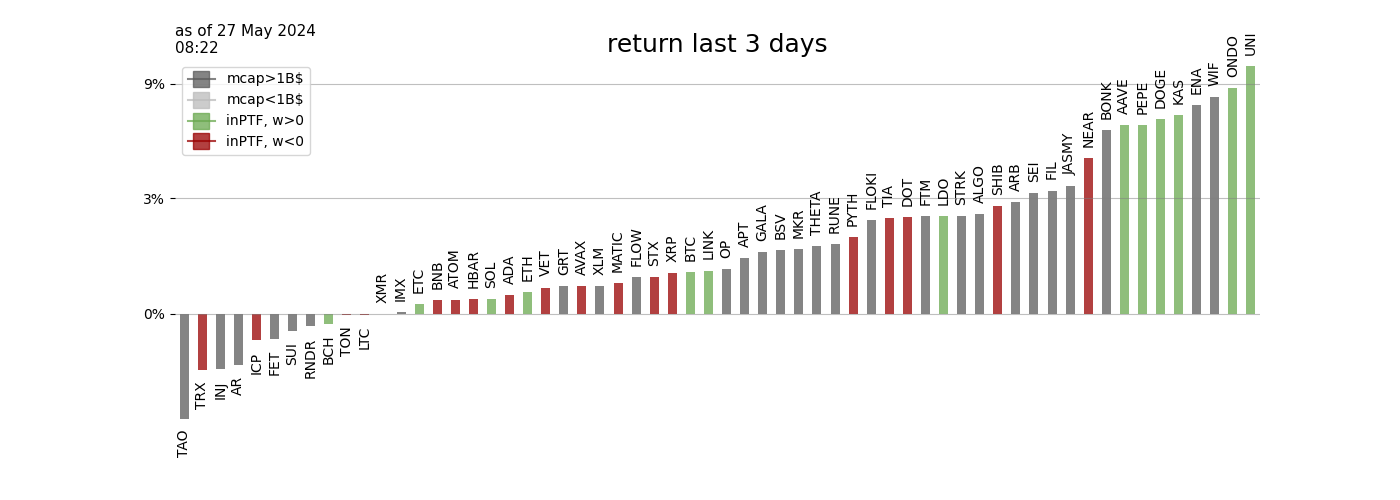 as of 27 May 2024
08:22
return last 3 days
mcap>1B$
mcap<1B$
inPTF, w>0
inPTF, w<0
9%
3%
0%
TAO
TRX
INJ
AR
ICP
FET
SUI
RNDR
BCH
TON
LTC
XMR
IMX
ETC
BNB
ATOM
HBAR
SOL
ADA
ETH
VET
GRT
AVAX
XLM
MATIC
FLOW
STX
XRP
BTC
LINK
OP
APT
GALA
BSV
MKR
THETA
RUNE
PYTH
FLOKI
TIA
DOT
FTM
LDO
STRK
ALGO
SHIB
ARB
SEI
FIL
JASMY
NEAR
BONK
AAVE
PEPE
DOGE
KAS
ENA
WIF
ONDO
UNI